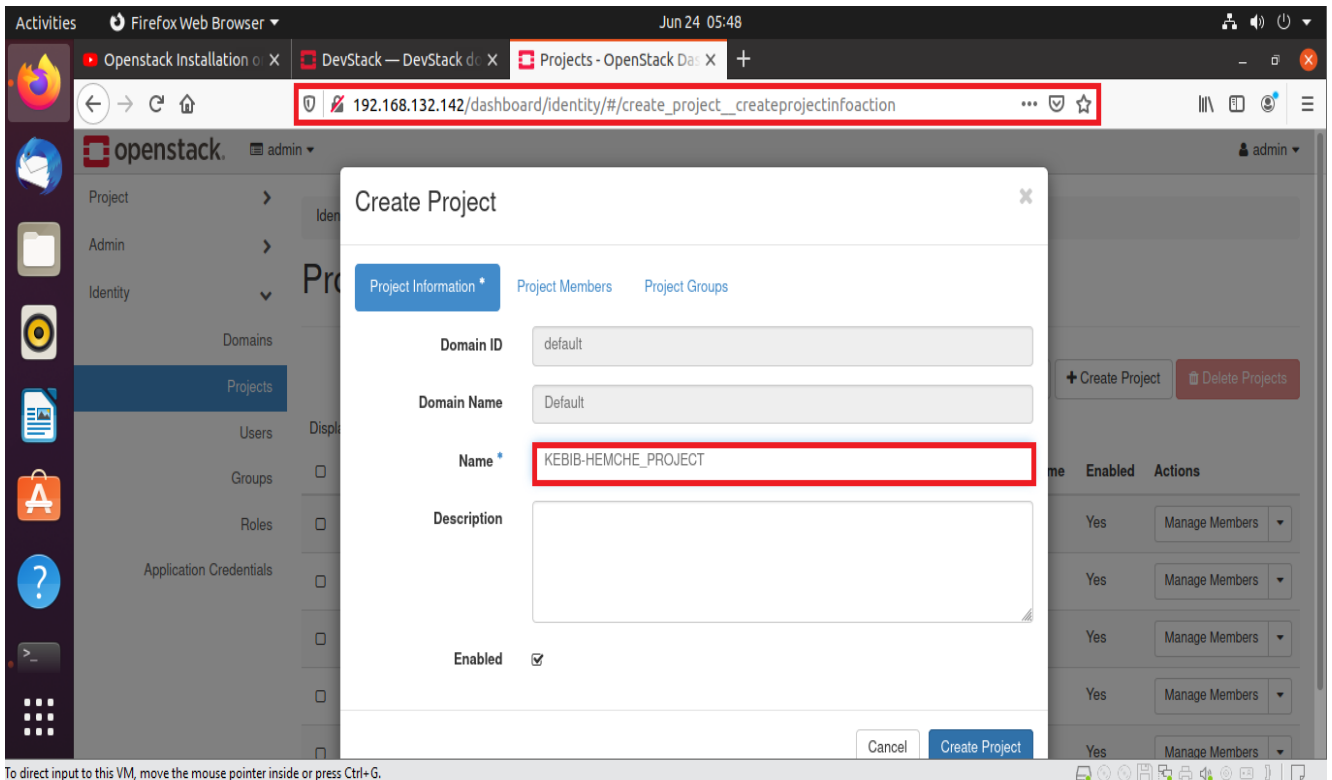 Activities Firefox Web Browser Jun 24 05:48
Openstack Installation o DevStack — DevStack do Projects - OpenStack Das
192.168.132.142/dashboard/identity/#/create_project__createprojectinfoaction
openstack. admin admin
Project
Admin
Identity
Domains
Projects
Users
Groups
Roles
Application Credentials
Iden
Pro
Displa
Create Project
Project Information * Project Members Project Groups
Domain ID default
Domain Name Default
Name * KEBIB-HEMCHE_PROJECT
Description
Enabled
Cancel Create Project
+ Create Project Delete Projects
me Enabled Actions
Yes Manage Members
Yes Manage Members
Yes Manage Members
Yes Manage Members
Yes Manage Members
To direct input to this VM, move the mouse pointer inside or press Ctrl+G.